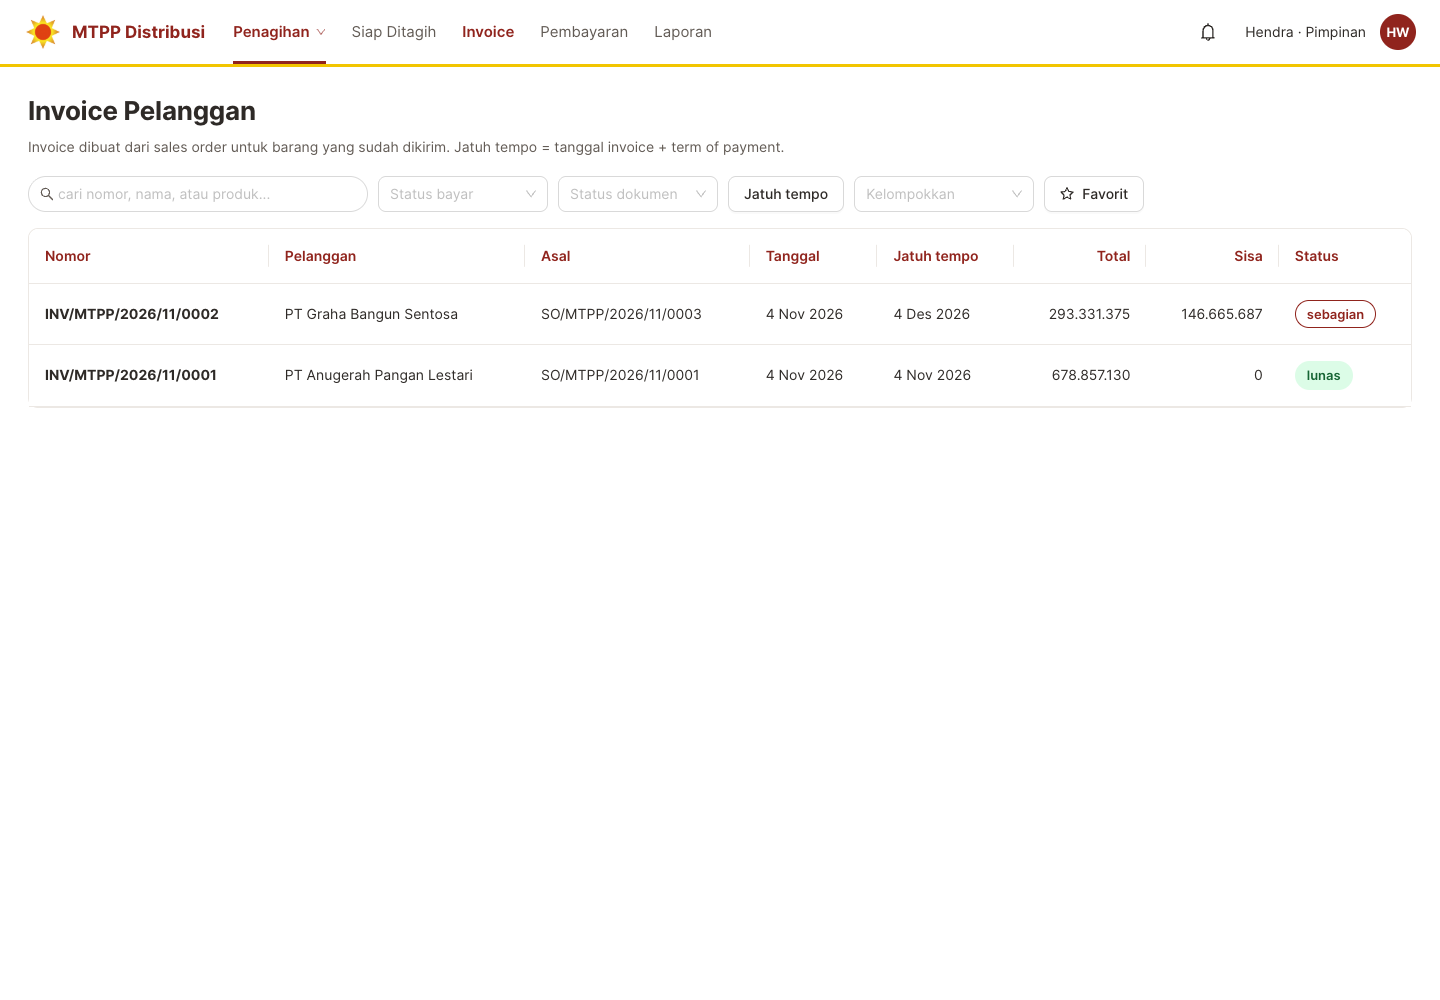 MTPP Distribusi Penagihan Siap Ditagih Invoice Pembayaran Laporan Hendra · Pimpinan HW
Invoice Pelanggan
Invoice dibuat dari sales order untuk barang yang sudah dikirim. Jatuh tempo = tanggal invoice + term of payment.
cari nomor, nama, atau produk... Status bayar Status dokumen Jatuh tempo Kelompokkan Favorit
Nomor Pelanggan Asal Tanggal Jatuh tempo Total Sisa Status
INV/MTPP/2026/11/0002 PT Graha Bangun Sentosa SO/MTPP/2026/11/0003 4 Nov 2026 4 Des 2026 293.331.375 146.665.687 sebagian
INV/MTPP/2026/11/0001 PT Anugerah Pangan Lestari SO/MTPP/2026/11/0001 4 Nov 2026 4 Nov 2026 678.857.130 0 lunas